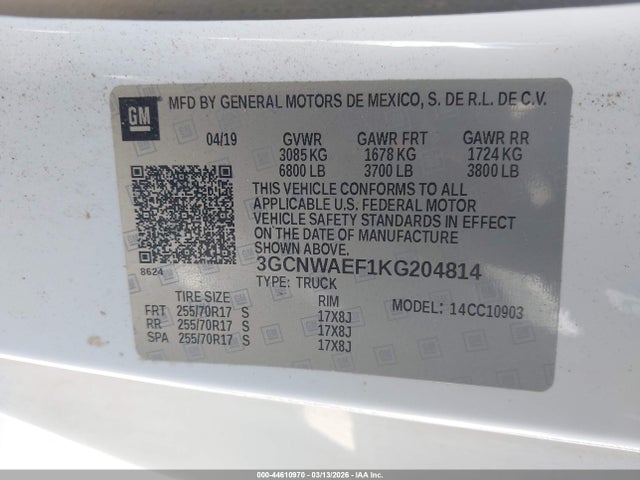 GM
MFD BY GENERAL MOTORS DE MEXICO, S. DE R.L. DE C.V.
04/19 GVWR GAWR FRT GAWR RR
3085 KG 1678 KG 1724 KG
6800 LB 3700 LB 3800 LB
THIS VEHICLE CONFORMS TO ALL
APPLICABLE U.S. FEDERAL MOTOR
VEHICLE SAFETY STANDARDS IN EFFECT
ON THE DATE OF MANUFACTURE
SHOWN ABOVE.
8624
3GCNWAEF1KG204814
TYPE: TRUCK
TIRE SIZE RIM MODEL: 14CC10903
FRT 255/70R17 S 17X8J
RR 255/70R17 S 17X8J
SPA 255/70R17 S 17X8J
000-44610970 - 03/13/2026 - IAAI.COM